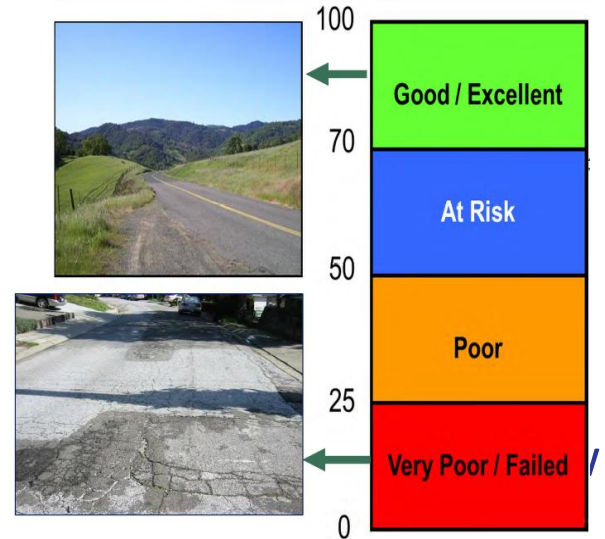 100
Good / Excellent
70
At Risk
50
Poor
25
Very Poor / Failed
0